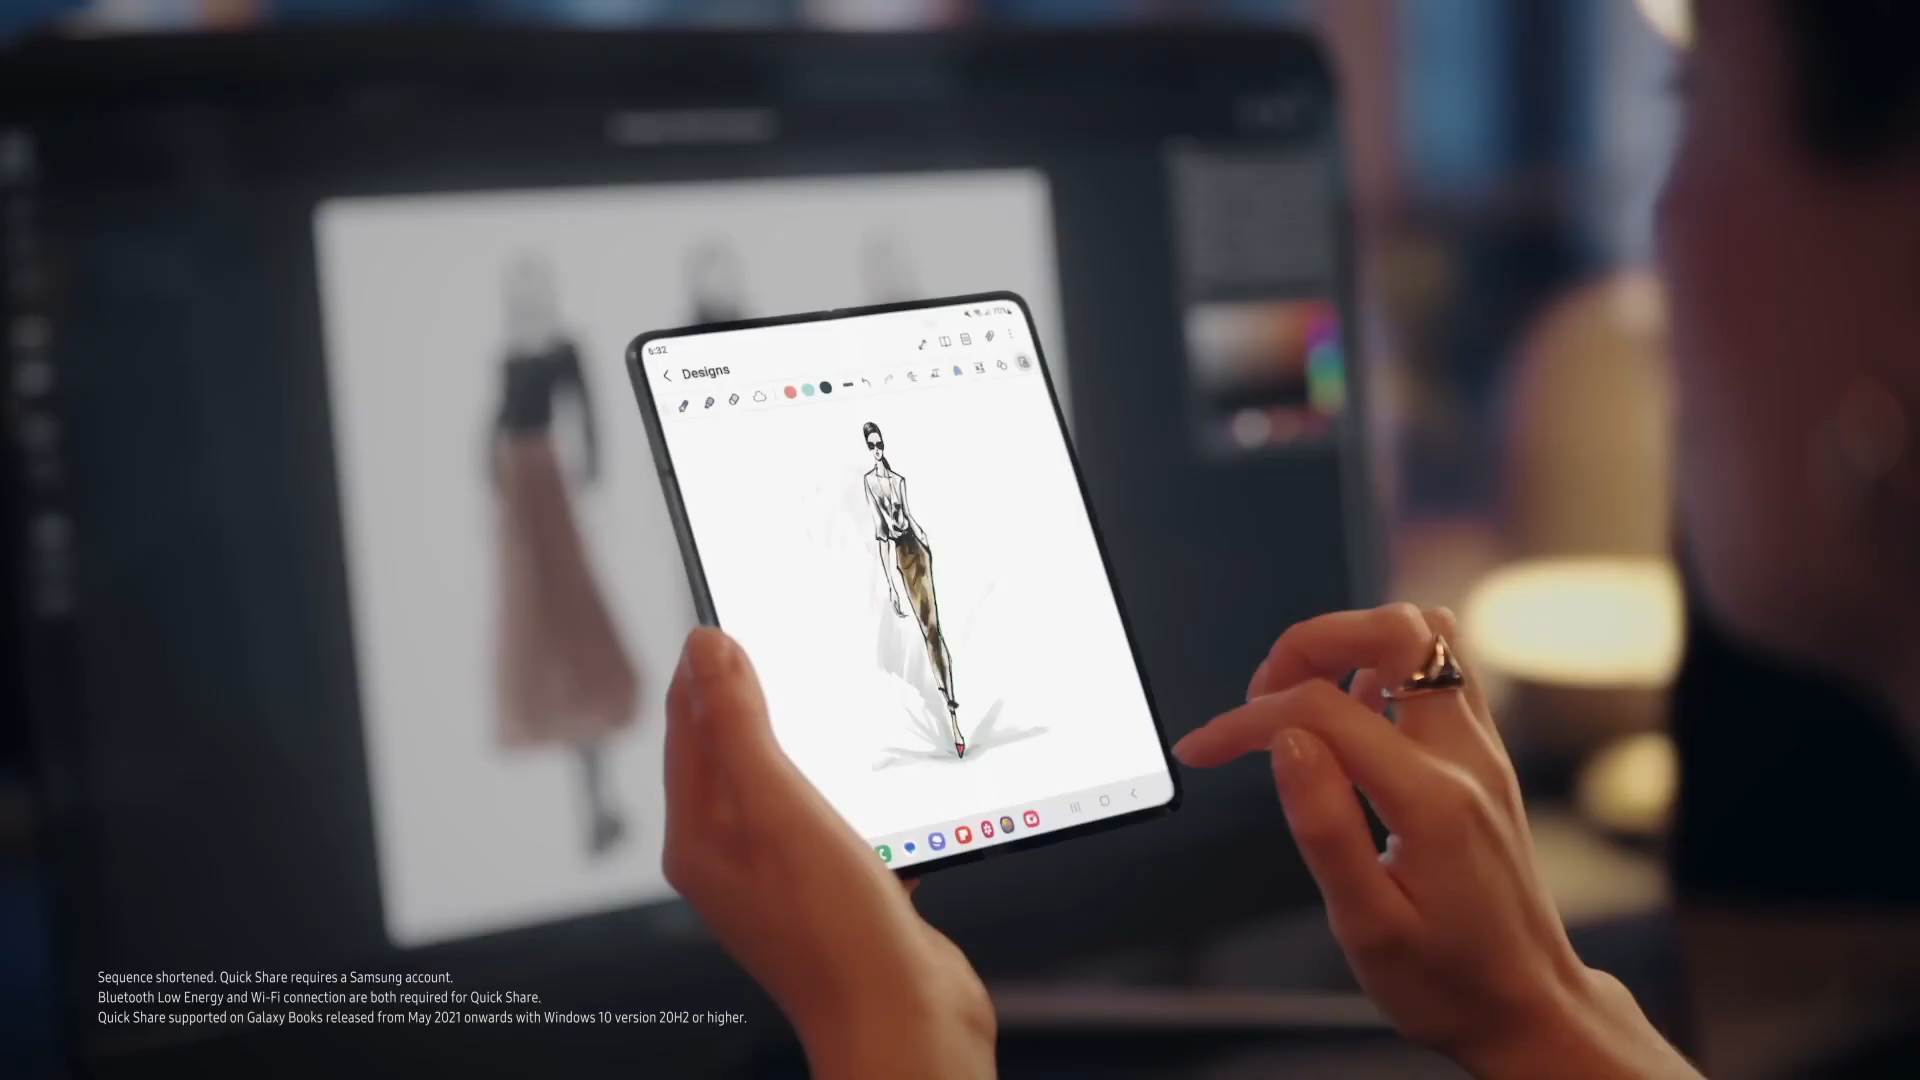 6:32
70%
Designs
Sequence shortened. Quick Share requires a Samsung account.
Bluetooth Low Energy and Wi-Fi connection are both required for Quick Share.
Quick Share supported on Galaxy Books released from May 2021 onwards with Windows 10 version 20H2 or higher.